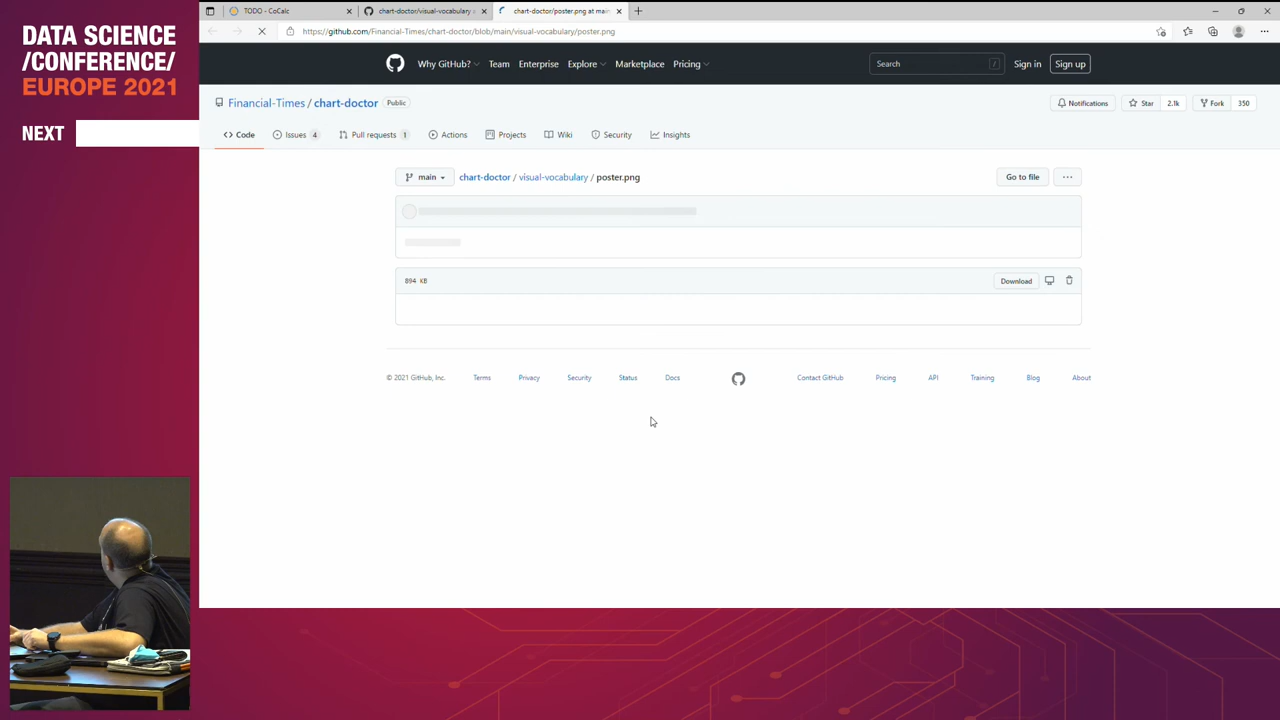 DATA SCIENCE
/CONFERENCE/
EUROPE 2021
NEXT
TODO - CoCalc
chart-doctor/visual-vocabulary
chart-doctor/poster.png at main
https://github.com/Financial-Times/chart-doctor/blob/main/visual-vocabulary/poster.png
Why GitHub? Team Enterprise Explore Marketplace Pricing Search / Sign in Sign up
Financial-Times / chart-doctor Public Notifications Star 2.1k Fork 350
Code Issues 4 Pull requests 1 Actions Projects Wiki Security Insights
main chart-doctor / visual-vocabulary / poster.png Go to file ...
894 KB Download
© 2021 GitHub, Inc. Terms Privacy Security Status Docs Contact GitHub Pricing API Training Blog About